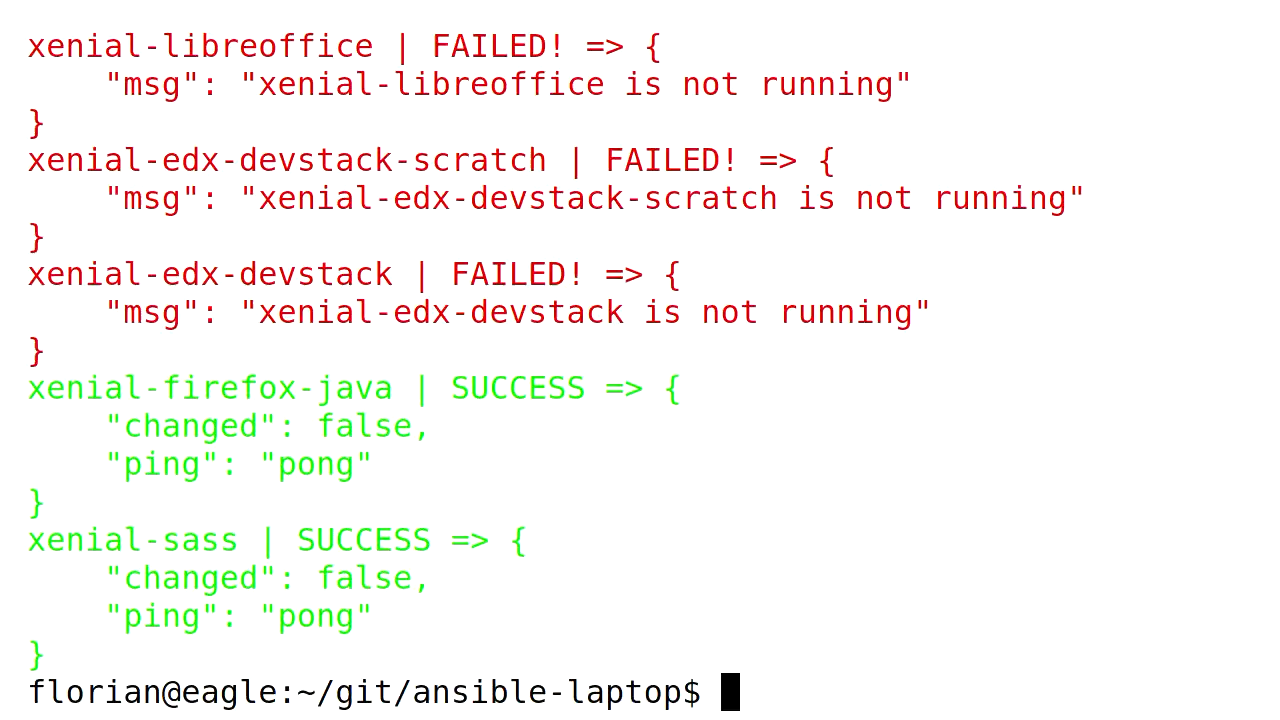 xenial-libreoffice | FAILED! => {
    "msg": "xenial-libreoffice is not running"
}
xenial-edx-devstack-scratch | FAILED! => {
    "msg": "xenial-edx-devstack-scratch is not running"
}
xenial-edx-devstack | FAILED! => {
    "msg": "xenial-edx-devstack is not running"
}
xenial-firefox-java | SUCCESS => {
    "changed": false,
    "ping": "pong"
}
xenial-sass | SUCCESS => {
    "changed": false,
    "ping": "pong"
}
florian@eagle:~/git/ansible-laptop$